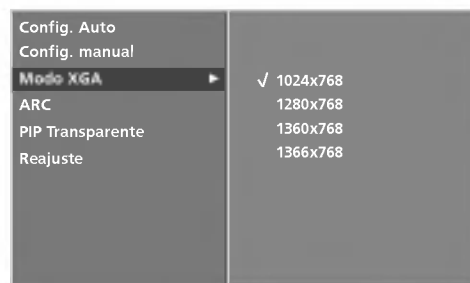 Config. Auto
Config. manual
Modo XGA ►
ARC
PIP Transparente
Reajuste
√ 1024x768
1280x768
1360x768
1366x768